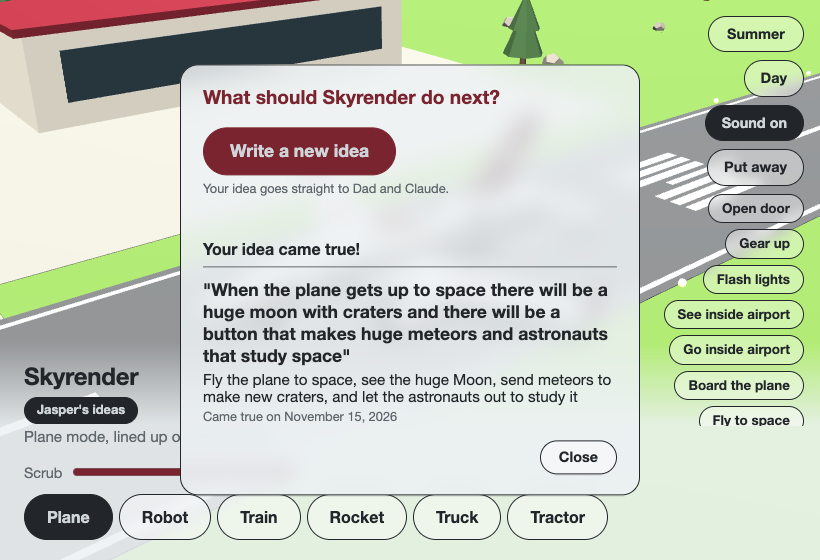 Summer
Day
Sound on
Put away
Open door
Gear up
Flash lights
See inside airport
Go inside airport
Board the plane
Fly to space
What should Skyrender do next?
Write a new idea
Your idea goes straight to Dad and Claude.
Your idea came true!
"When the plane gets up to space there will be a
huge moon with craters and there will be a
button that makes huge meteors and astronauts
that study space"
Fly the plane to space, see the huge Moon, send meteors to
make new craters, and let the astronauts out to study it
Came true on November 15, 2026
Close
Skyrender
Jasper's ideas
Plane mode, lined up o
Scrub
Plane
Robot
Train
Rocket
Truck
Tractor